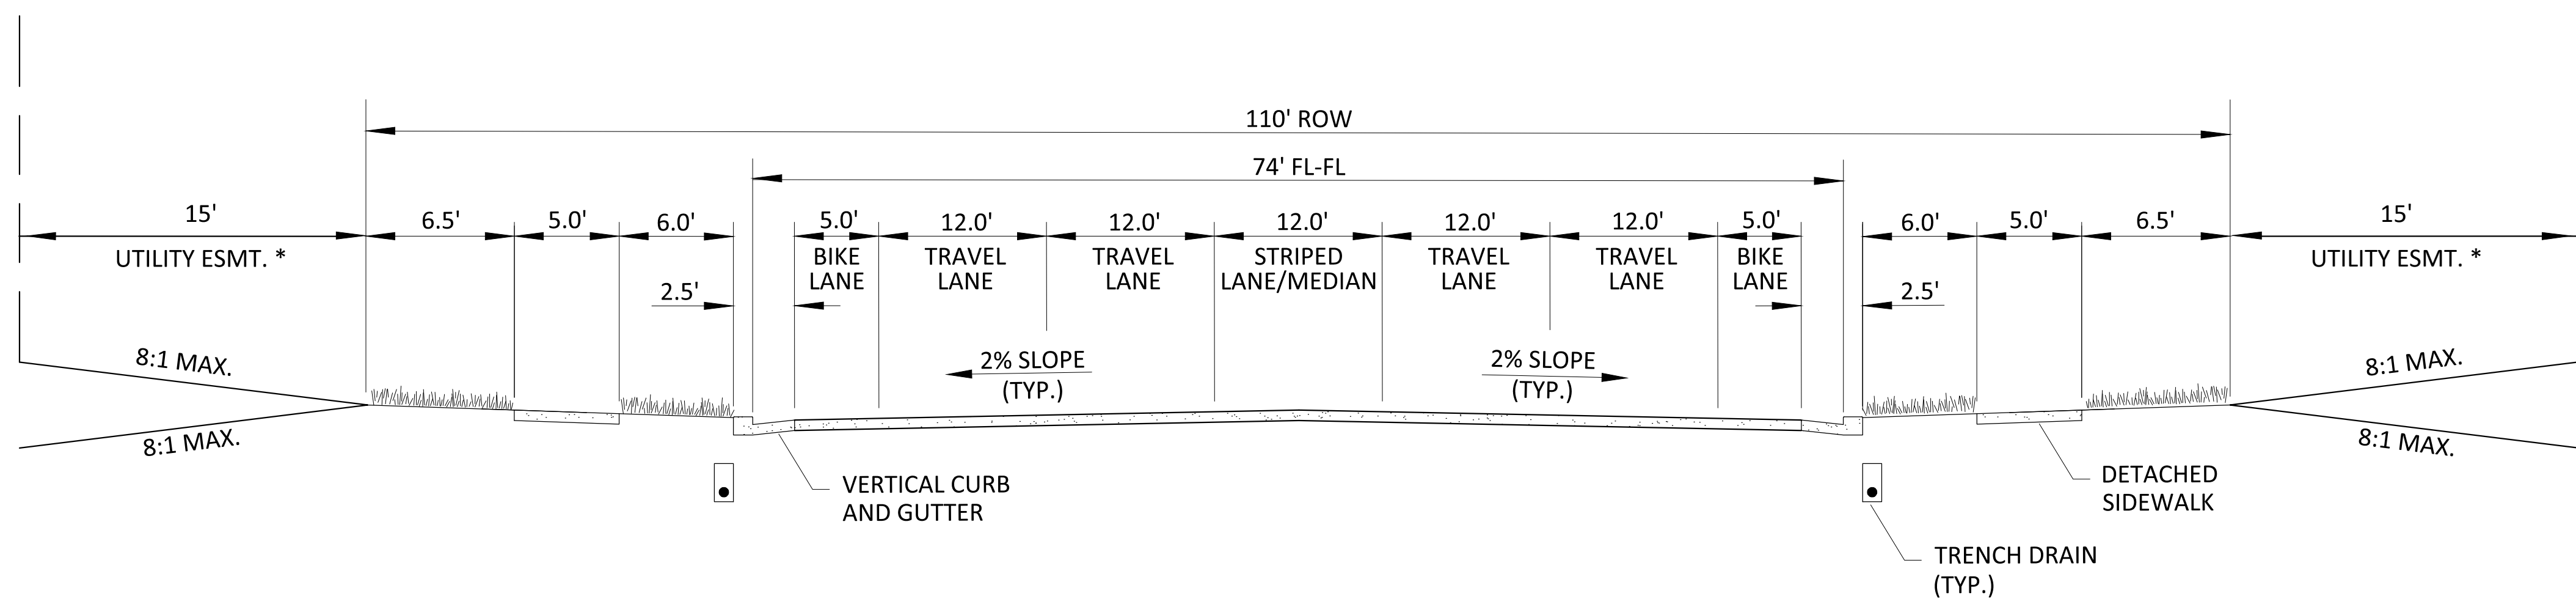 110' ROW
74' FL-FL
15'
6.5'
5.0'
6.0'
5.0'
12.0'
12.0'
12.0'
12.0'
12.0'
5.0'
6.0'
5.0'
6.5'
15'
UTILITY ESMT. *
BIKE
LANE
TRAVEL
LANE
TRAVEL
LANE
STRIPED
LANE/MEDIAN
TRAVEL
LANE
TRAVEL
LANE
BIKE
LANE
UTILITY ESMT. *
2.5'
2.5'
8:1 MAX.
2% SLOPE
(TYP.)
2% SLOPE
(TYP.)
8:1 MAX.
8:1 MAX.
8:1 MAX.
VERTICAL CURB
AND GUTTER
DETACHED
SIDEWALK
TRENCH DRAIN
(TYP.)